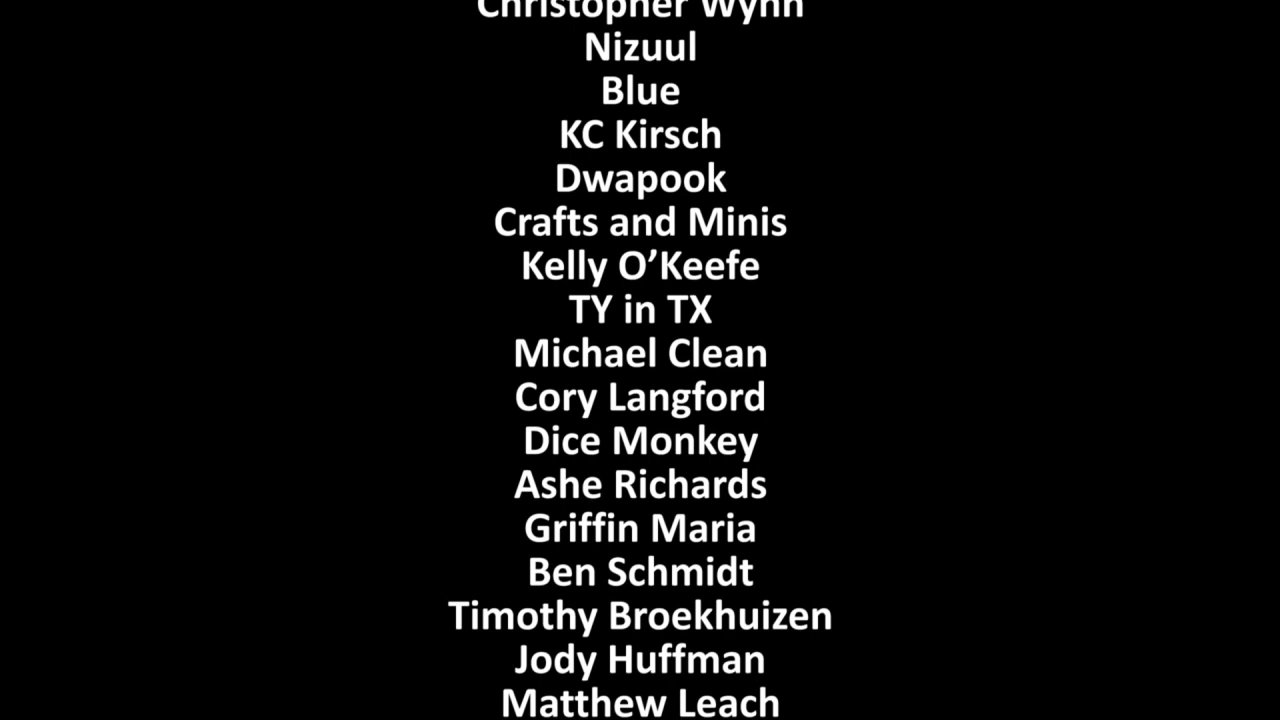 Christopher Wynn
Nizuul
Blue
KC Kirsch
Dwapook
Crafts and Minis
Kelly O’Keefe
TY in TX
Michael Clean
Cory Langford
Dice Monkey
Ashe Richards
Griffin Maria
Ben Schmidt
Timothy Broekhuizen
Jody Huffman
Matthew Leach